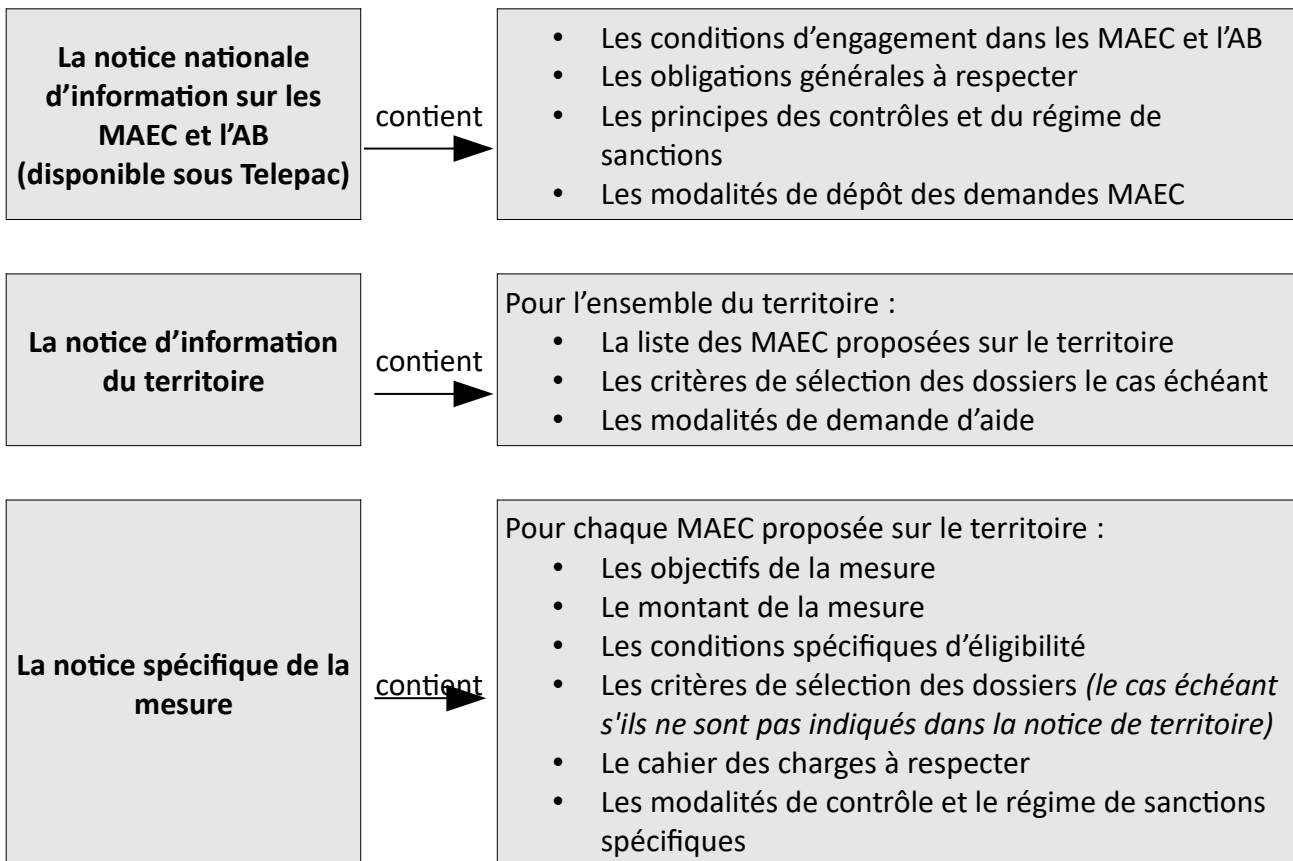 La notice nationale
d’information sur les
MAEC et l’AB
(disponible sous Telepac)
contient
• Les conditions d’engagement dans les MAEC et l’AB
• Les obligations générales à respecter
• Les principes des contrôles et du régime de
sanctions
• Les modalités de dépôt des demandes MAEC
La notice d’information
du territoire
contient
Pour l’ensemble du territoire :
• La liste des MAEC proposées sur le territoire
• Les critères de sélection des dossiers le cas échéant
• Les modalités de demande d’aide
La notice spécifique de la
mesure
contient
Pour chaque MAEC proposée sur le territoire :
• Les objectifs de la mesure
• Le montant de la mesure
• Les conditions spécifiques d’éligibilité
• Les critères de sélection des dossiers (le cas échéant
s'ils ne sont pas indiqués dans la notice de territoire)
• Le cahier des charges à respecter
• Les modalités de contrôle et le régime de sanctions
spécifiques